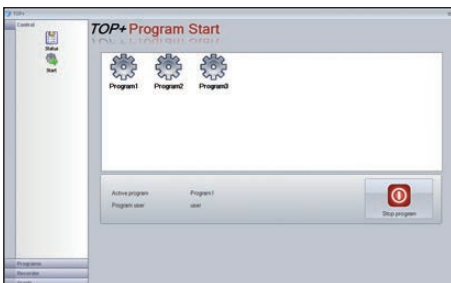 TOP+
Control
Status
Start
TOP+ Program Start
Program1 Program2 Program3
Active program Program1
Program user user
Stop program
Programs
Recorder